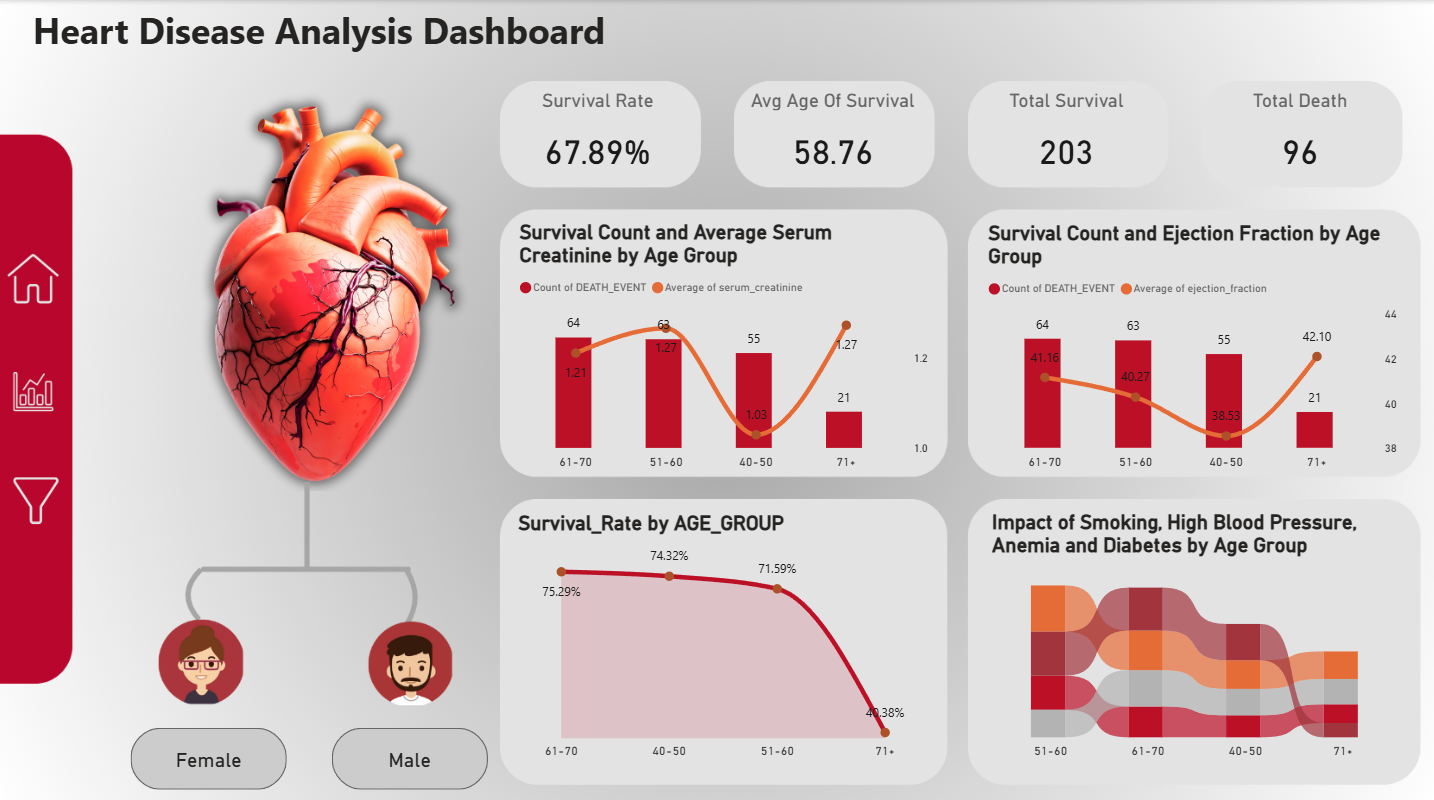 Heart Disease Analysis Dashboard
Survival Rate
67.89%
Avg Age Of Survival
58.76
Total Survival
203
Total Death
96
Survival Count and Average Serum
Creatinine by Age Group
Count of DEATH_EVENT Average of serum_creatinine
64
63
55
21
1.21
1.27
1.03
1.27
1.2
1.0
61-70 51-60 40-50 71+
Survival Count and Ejection Fraction by Age
Group
Count of DEATH_EVENT Average of ejection_fraction
64
63
55
21
41.16
40.27
38.53
42.10
44
42
40
38
61-70 51-60 40-50 71+
Survival_Rate by AGE_GROUP
75.29%
74.32%
71.59%
40.38%
61-70 40-50 51-60 71+
Impact of Smoking, High Blood Pressure,
Anemia and Diabetes by Age Group
51-60 61-70 40-50 71+
Female
Male